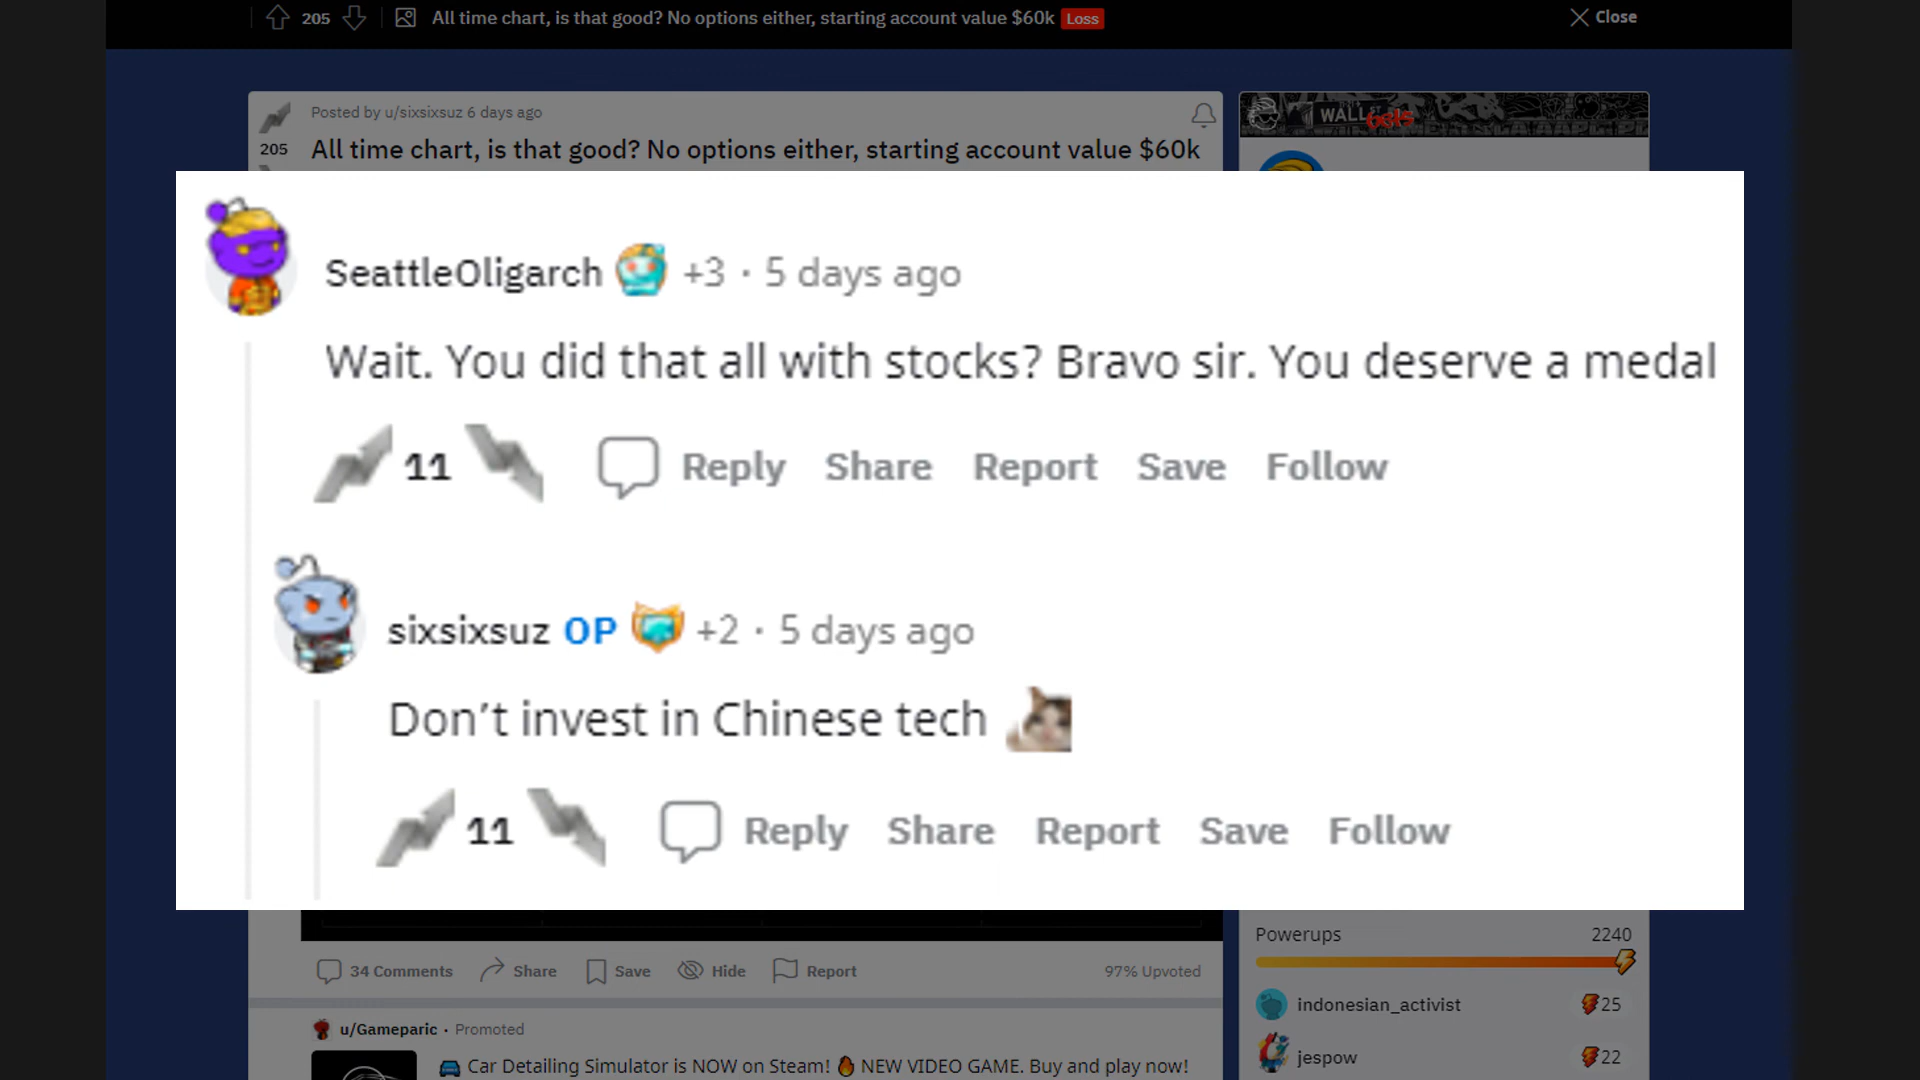 205 All time chart, is that good? No options either, starting account value $60k Loss Close
Posted by u/sixsixsuz 6 days ago
205 All time chart, is that good? No options either, starting account value $60k
WALL ST bets
SeattleOligarch +3 · 5 days ago
Wait. You did that all with stocks? Bravo sir. You deserve a medal
11 Reply Share Report Save Follow
sixsixsuz OP +2 · 5 days ago
Don't invest in Chinese tech
11 Reply Share Report Save Follow
34 Comments Share Save Hide Report 97% Upvoted
u/Gameparic · Promoted
Car Detailing Simulator is NOW on Steam! NEW VIDEO GAME. Buy and play now!
Powerups 2240
indonesian_activist 25
jespow 22